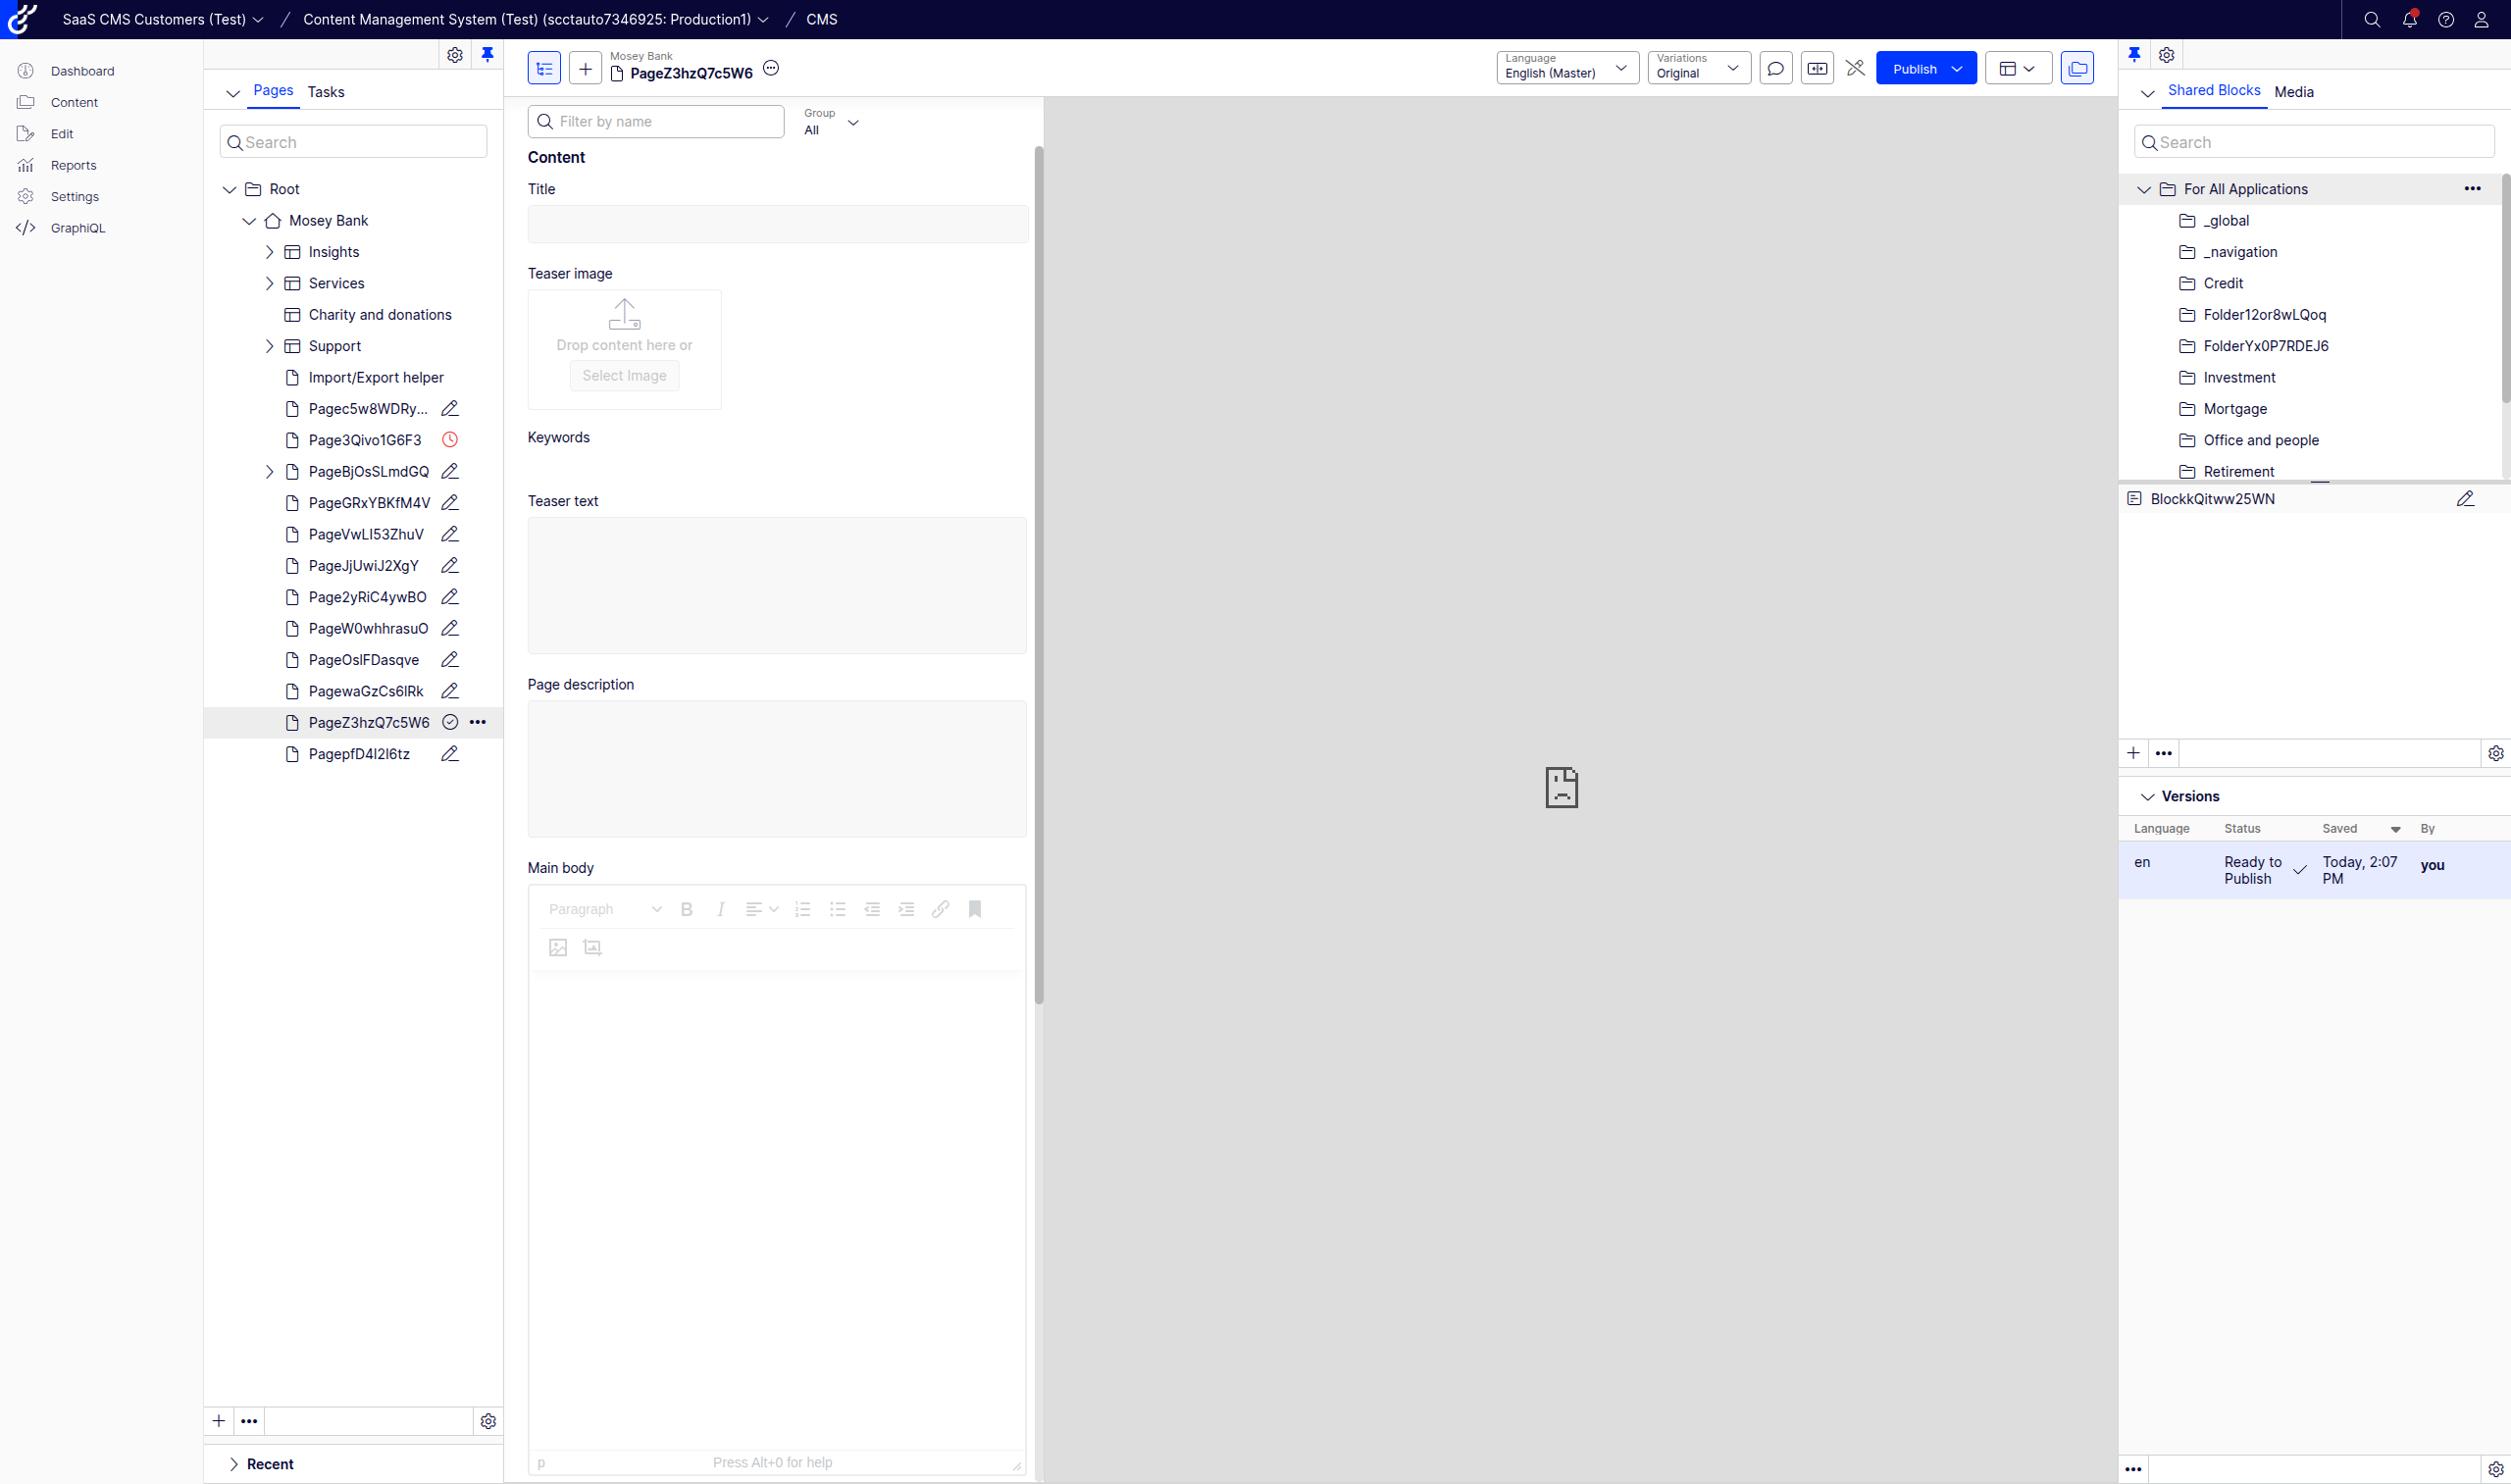 SaaS CMS Customers (Test) / Content Management System (Test) (scctauto7346925: Production1) / CMS
Dashboard
Content
Edit
Reports
Settings
GraphiQL
Pages Tasks
Search
Root
Mosey Bank
Insights
Services
Charity and donations
Support
Import/Export helper
Pagec5w8WDRy...
Page3Qivo1G6F3
PageBjOsSLmdGQ
PageGRxYBKfM4V
PageVwLI53ZhuV
PageJjUwiJ2XgY
Page2yRiC4ywBO
PageW0whhrasuO
PageOsIFDasqve
PagewaGzCs6IRk
PageZ3hzQ7c5W6
PagepfD4I2I6tz
Recent
Mosey Bank
PageZ3hzQ7c5W6
Language
English (Master)
Variations
Original
Publish
Filter by name
Group
All
Content
Title
Teaser image
Drop content here or
Select Image
Keywords
Teaser text
Page description
Main body
Paragraph B I
p Press Alt+0 for help
Shared Blocks Media
Search
For All Applications
_global
_navigation
Credit
Folder12or8wLQoq
FolderYx0P7RDEJ6
Investment
Mortgage
Office and people
Retirement
BlockkQitww25WN
Versions
Language Status Saved By
en Ready to Publish Today, 2:07 PM you